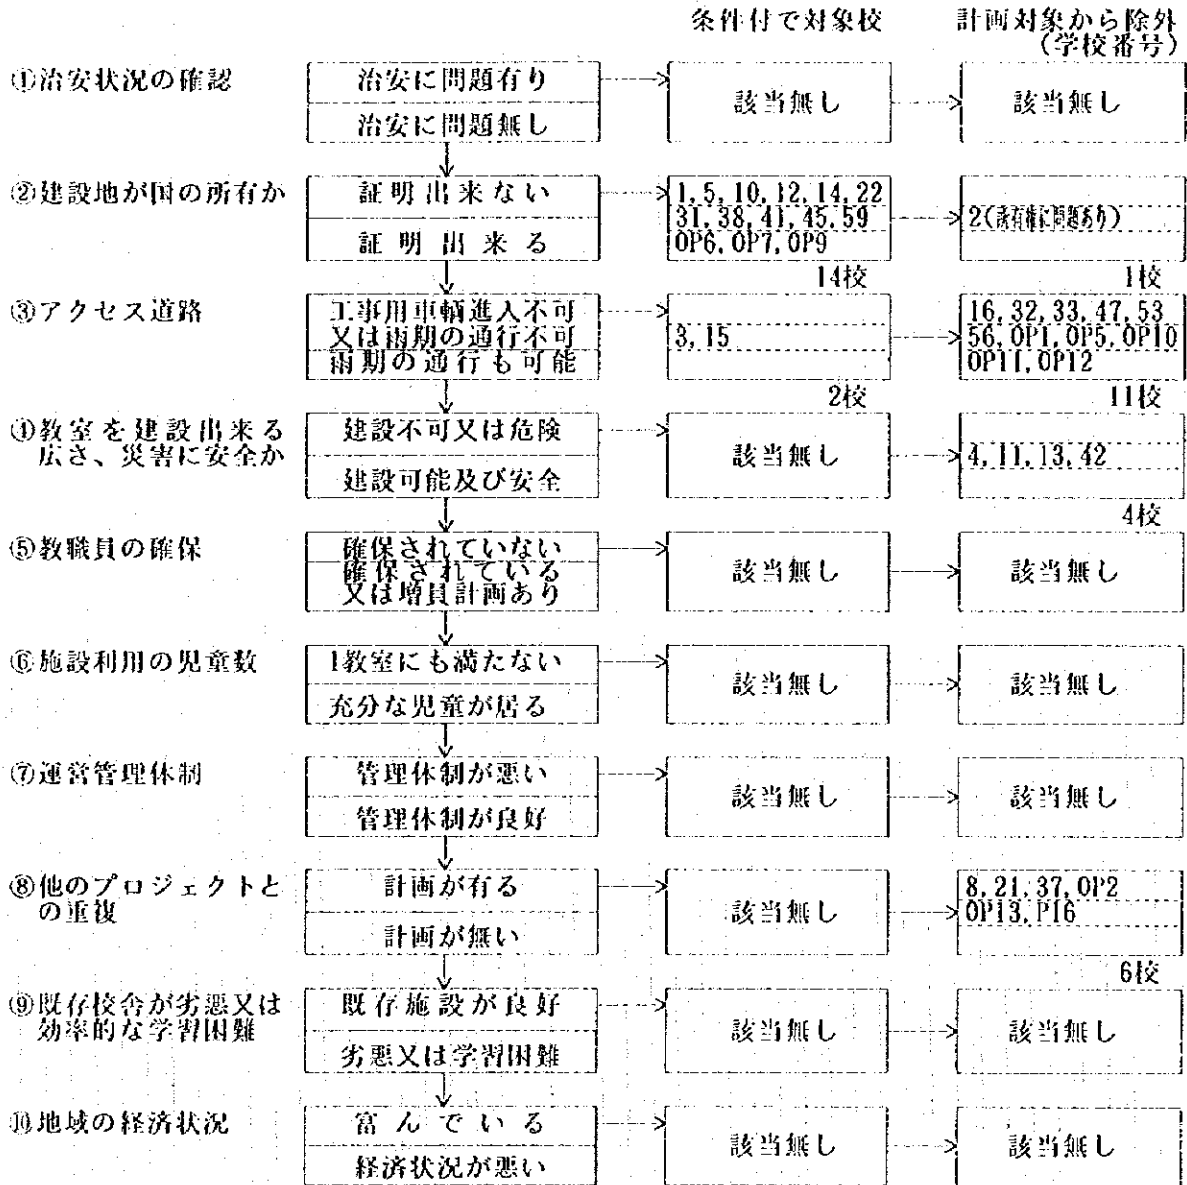 条件付で対象校　計画対象から除外
（学校番号）
①治安状況の確認　治安に問題有り　該当無し　該当無し
治安に問題無し
②建設地が国の所有か　証明出来ない　1, 5, 10, 12, 14, 22
31, 38, 41, 45, 59　2(所有権に問題あり)
証明出来る　OP6, OP7, OP9
14校　1校
③アクセス道路　工事用車輌進入不可　16, 32, 33, 47, 53
又は雨期の通行不可　3, 15　56, OP1, OP5, OP10
雨期の通行も可能　OP11, OP12
2校　11校
④教室を建設出来る　建設不可又は危険
広さ、災害に安全か　該当無し　4, 11, 13, 42
建設可能及び安全
4校
⑤教職員の確保　確保されていない
確保されている　該当無し　該当無し
又は増員計画あり
⑥施設利用の児童数　1教室にも満たない
該当無し　該当無し
充分な児童が居る
⑦運営管理体制　管理体制が悪い
該当無し　該当無し
管理体制が良好
⑧他のプロジェクトと　計画が有る　8, 21, 37, OP2
の重複　該当無し　OP13, P16
計画が無い
6校
⑨既存校舎が劣悪又は　既存施設が良好
効率的な学習困難　該当無し　該当無し
劣悪又は学習困難
⑩地域の経済状況　富んでいる
該当無し　該当無し
経済状況が悪い